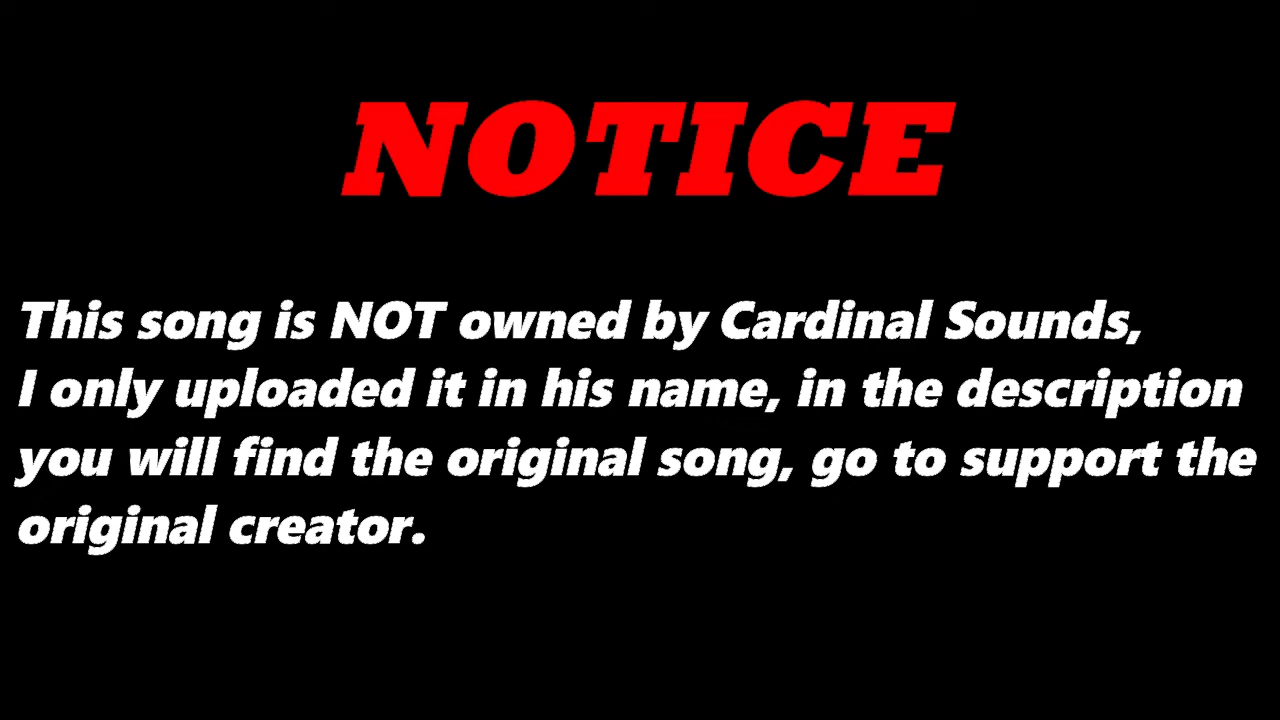 NOTICE
This song is NOT owned by Cardinal Sounds,
I only uploaded it in his name, in the description
you will find the original song, go to support the
original creator.